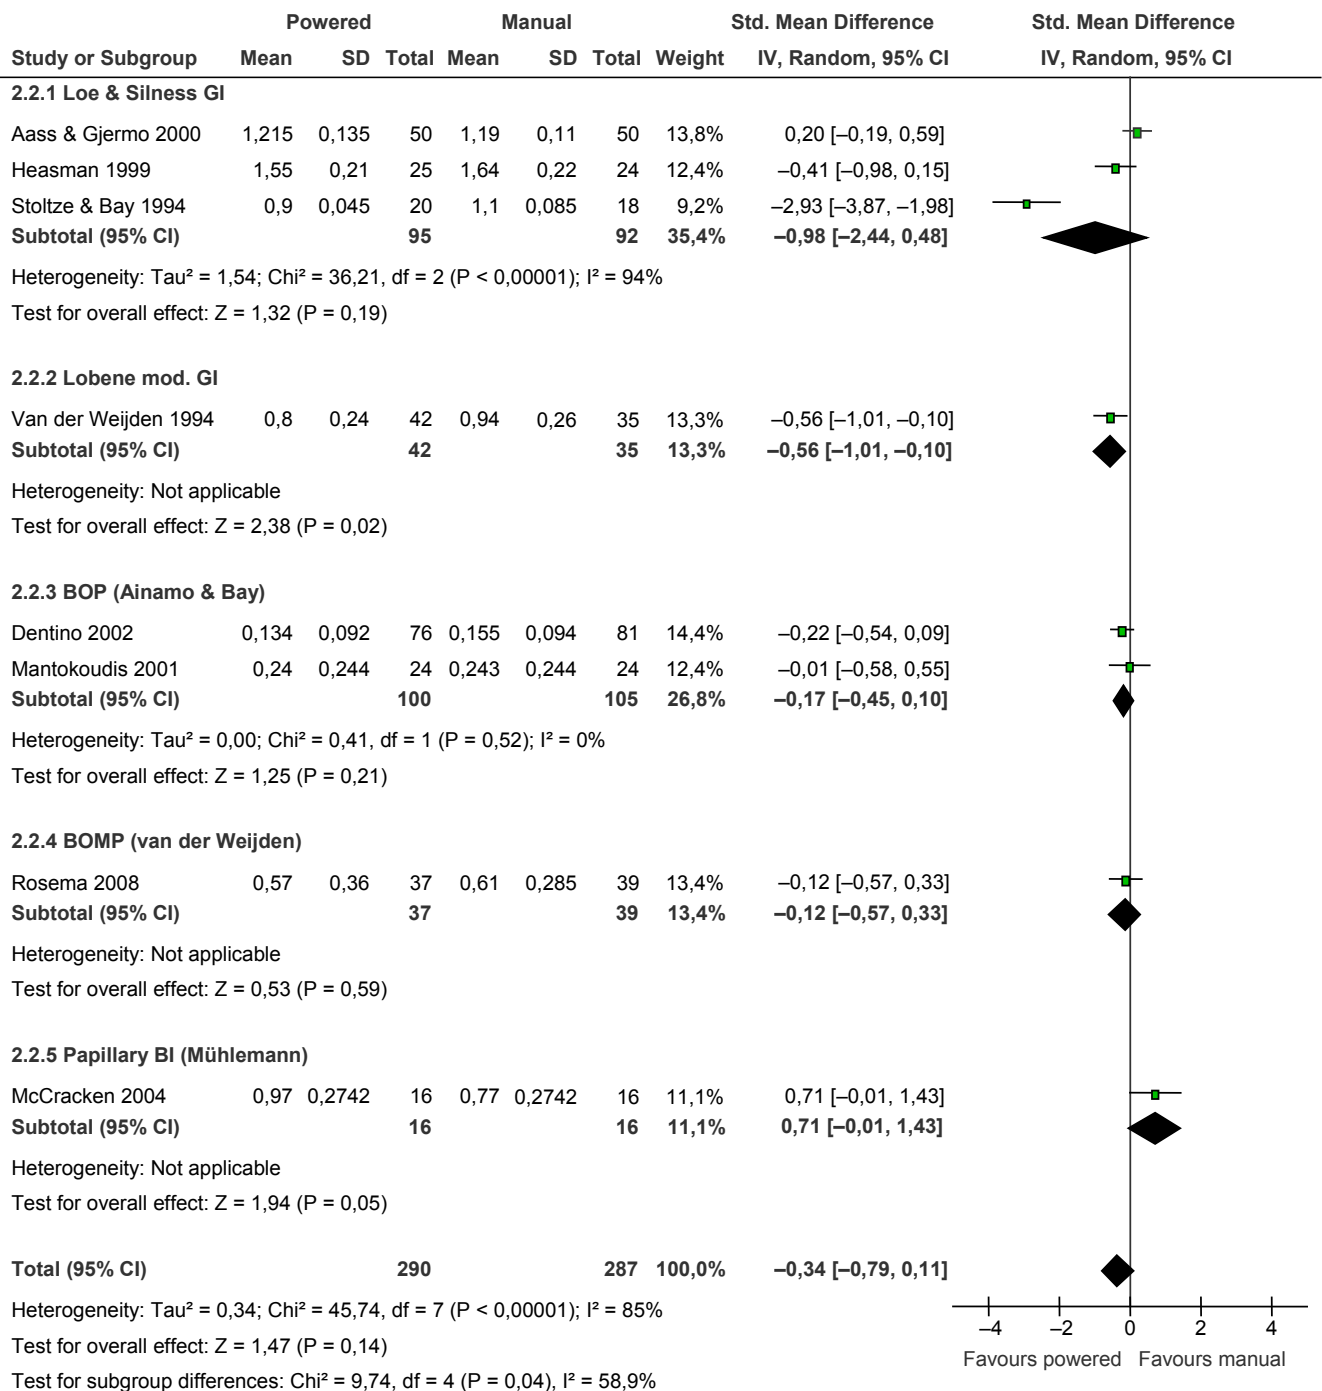 Powered Manual Std. Mean Difference Std. Mean Difference
Study or Subgroup Mean SD Total Mean SD Total Weight IV, Random, 95% CI IV, Random, 95% CI
2.2.1 Loe & Silness GI
Aass & Gjermo 2000 1,215 0,135 50 1,19 0,11 50 13,8% 0,20 [–0,19, 0,59]
Heasman 1999 1,55 0,21 25 1,64 0,22 24 12,4% –0,41 [–0,98, 0,15]
Stoltze & Bay 1994 0,9 0,045 20 1,1 0,085 18 9,2% –2,93 [–3,87, –1,98]
Subtotal (95% CI) 95 92 35,4% –0,98 [–2,44, 0,48]
Heterogeneity: Tau² = 1,54; Chi² = 36,21, df = 2 (P < 0,00001); I² = 94%
Test for overall effect: Z = 1,32 (P = 0,19)
2.2.2 Lobene mod. GI
Van der Weijden 1994 0,8 0,24 42 0,94 0,26 35 13,3% –0,56 [–1,01, –0,10]
Subtotal (95% CI) 42 35 13,3% –0,56 [–1,01, –0,10]
Heterogeneity: Not applicable
Test for overall effect: Z = 2,38 (P = 0,02)
2.2.3 BOP (Ainamo & Bay)
Dentino 2002 0,134 0,092 76 0,155 0,094 81 14,4% –0,22 [–0,54, 0,09]
Mantokoudis 2001 0,24 0,244 24 0,243 0,244 24 12,4% –0,01 [–0,58, 0,55]
Subtotal (95% CI) 100 105 26,8% –0,17 [–0,45, 0,10]
Heterogeneity: Tau² = 0,00; Chi² = 0,41, df = 1 (P = 0,52); I² = 0%
Test for overall effect: Z = 1,25 (P = 0,21)
2.2.4 BOMP (van der Weijden)
Rosema 2008 0,57 0,36 37 0,61 0,285 39 13,4% –0,12 [–0,57, 0,33]
Subtotal (95% CI) 37 39 13,4% –0,12 [–0,57, 0,33]
Heterogeneity: Not applicable
Test for overall effect: Z = 0,53 (P = 0,59)
2.2.5 Papillary BI (Mühlemann)
McCracken 2004 0,97 0,2742 16 0,77 0,2742 16 11,1% 0,71 [–0,01, 1,43]
Subtotal (95% CI) 16 16 11,1% 0,71 [–0,01, 1,43]
Heterogeneity: Not applicable
Test for overall effect: Z = 1,94 (P = 0,05)
Total (95% CI) 290 287 100,0% –0,34 [–0,79, 0,11]
Heterogeneity: Tau² = 0,34; Chi² = 45,74, df = 7 (P < 0,00001); I² = 85%
Test for overall effect: Z = 1,47 (P = 0,14)
Test for subgroup differences: Chi² = 9,74, df = 4 (P = 0,04), I² = 58,9%
–4 –2 0 2 4
Favours powered Favours manual